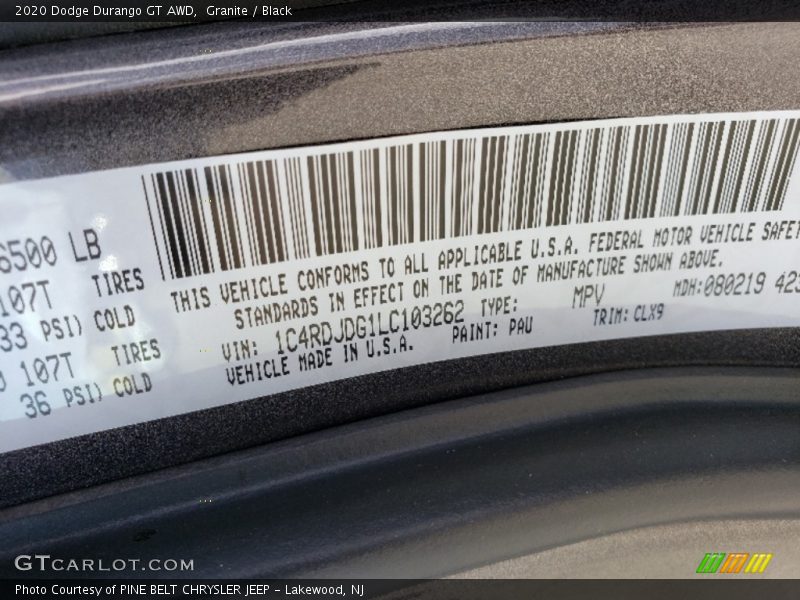 2020 Dodge Durango GT AWD, Granite / Black
6500 LB
107T TIRES
33 PSI) COLD
107T TIRES
36 PSI) COLD
THIS VEHICLE CONFORMS TO ALL APPLICABLE U.S.A. FEDERAL MOTOR VEHICLE SAFET
STANDARDS IN EFFECT ON THE DATE OF MANUFACTURE SHOWN ABOVE.
VIN: 1C4RDJDG1LC103262 TYPE: MPV MDH:080219 423
VEHICLE MADE IN U.S.A. PAINT: PAU TRIM: CLX9
GTCARLOT.COM
Photo Courtesy of PINE BELT CHRYSLER JEEP - Lakewood, NJ